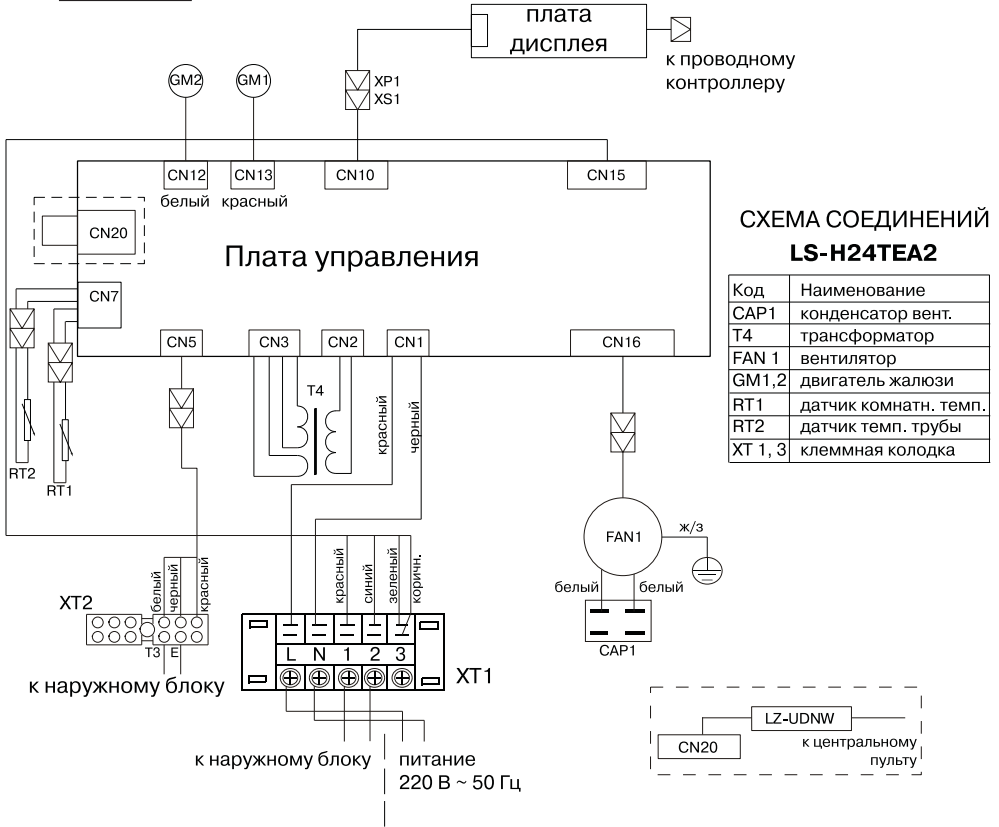 плата
дисплея
к проводному
контроллеру
GM2
GM1
XP1
XS1
CN12
CN13
CN10
CN15
белый
красный
CN20
Плата управления
CN7
CN5
CN3
CN2
CN1
CN16
T4
красный
черный
RT2
RT1
СХЕМА СОЕДИНЕНИЙ
LS-H24TEA2
Код Наименование
CAP1 конденсатор вент.
T4 трансформатор
FAN 1 вентилятор
GM1,2 двигатель жалюзи
RT1 датчик комнатн. темп.
RT2 датчик темп. трубы
XT 1, 3 клеммная колодка
FAN1
ж/з
белый
белый
CAP1
белый
черный
красный
красный
синий
зеленый
коричн.
XT2
T3 E
к наружному блоку
L N 1 2 3
XT1
к наружному блоку
питание
220 В ~ 50 Гц
LZ-UDNW
CN20
к центральному
пульту